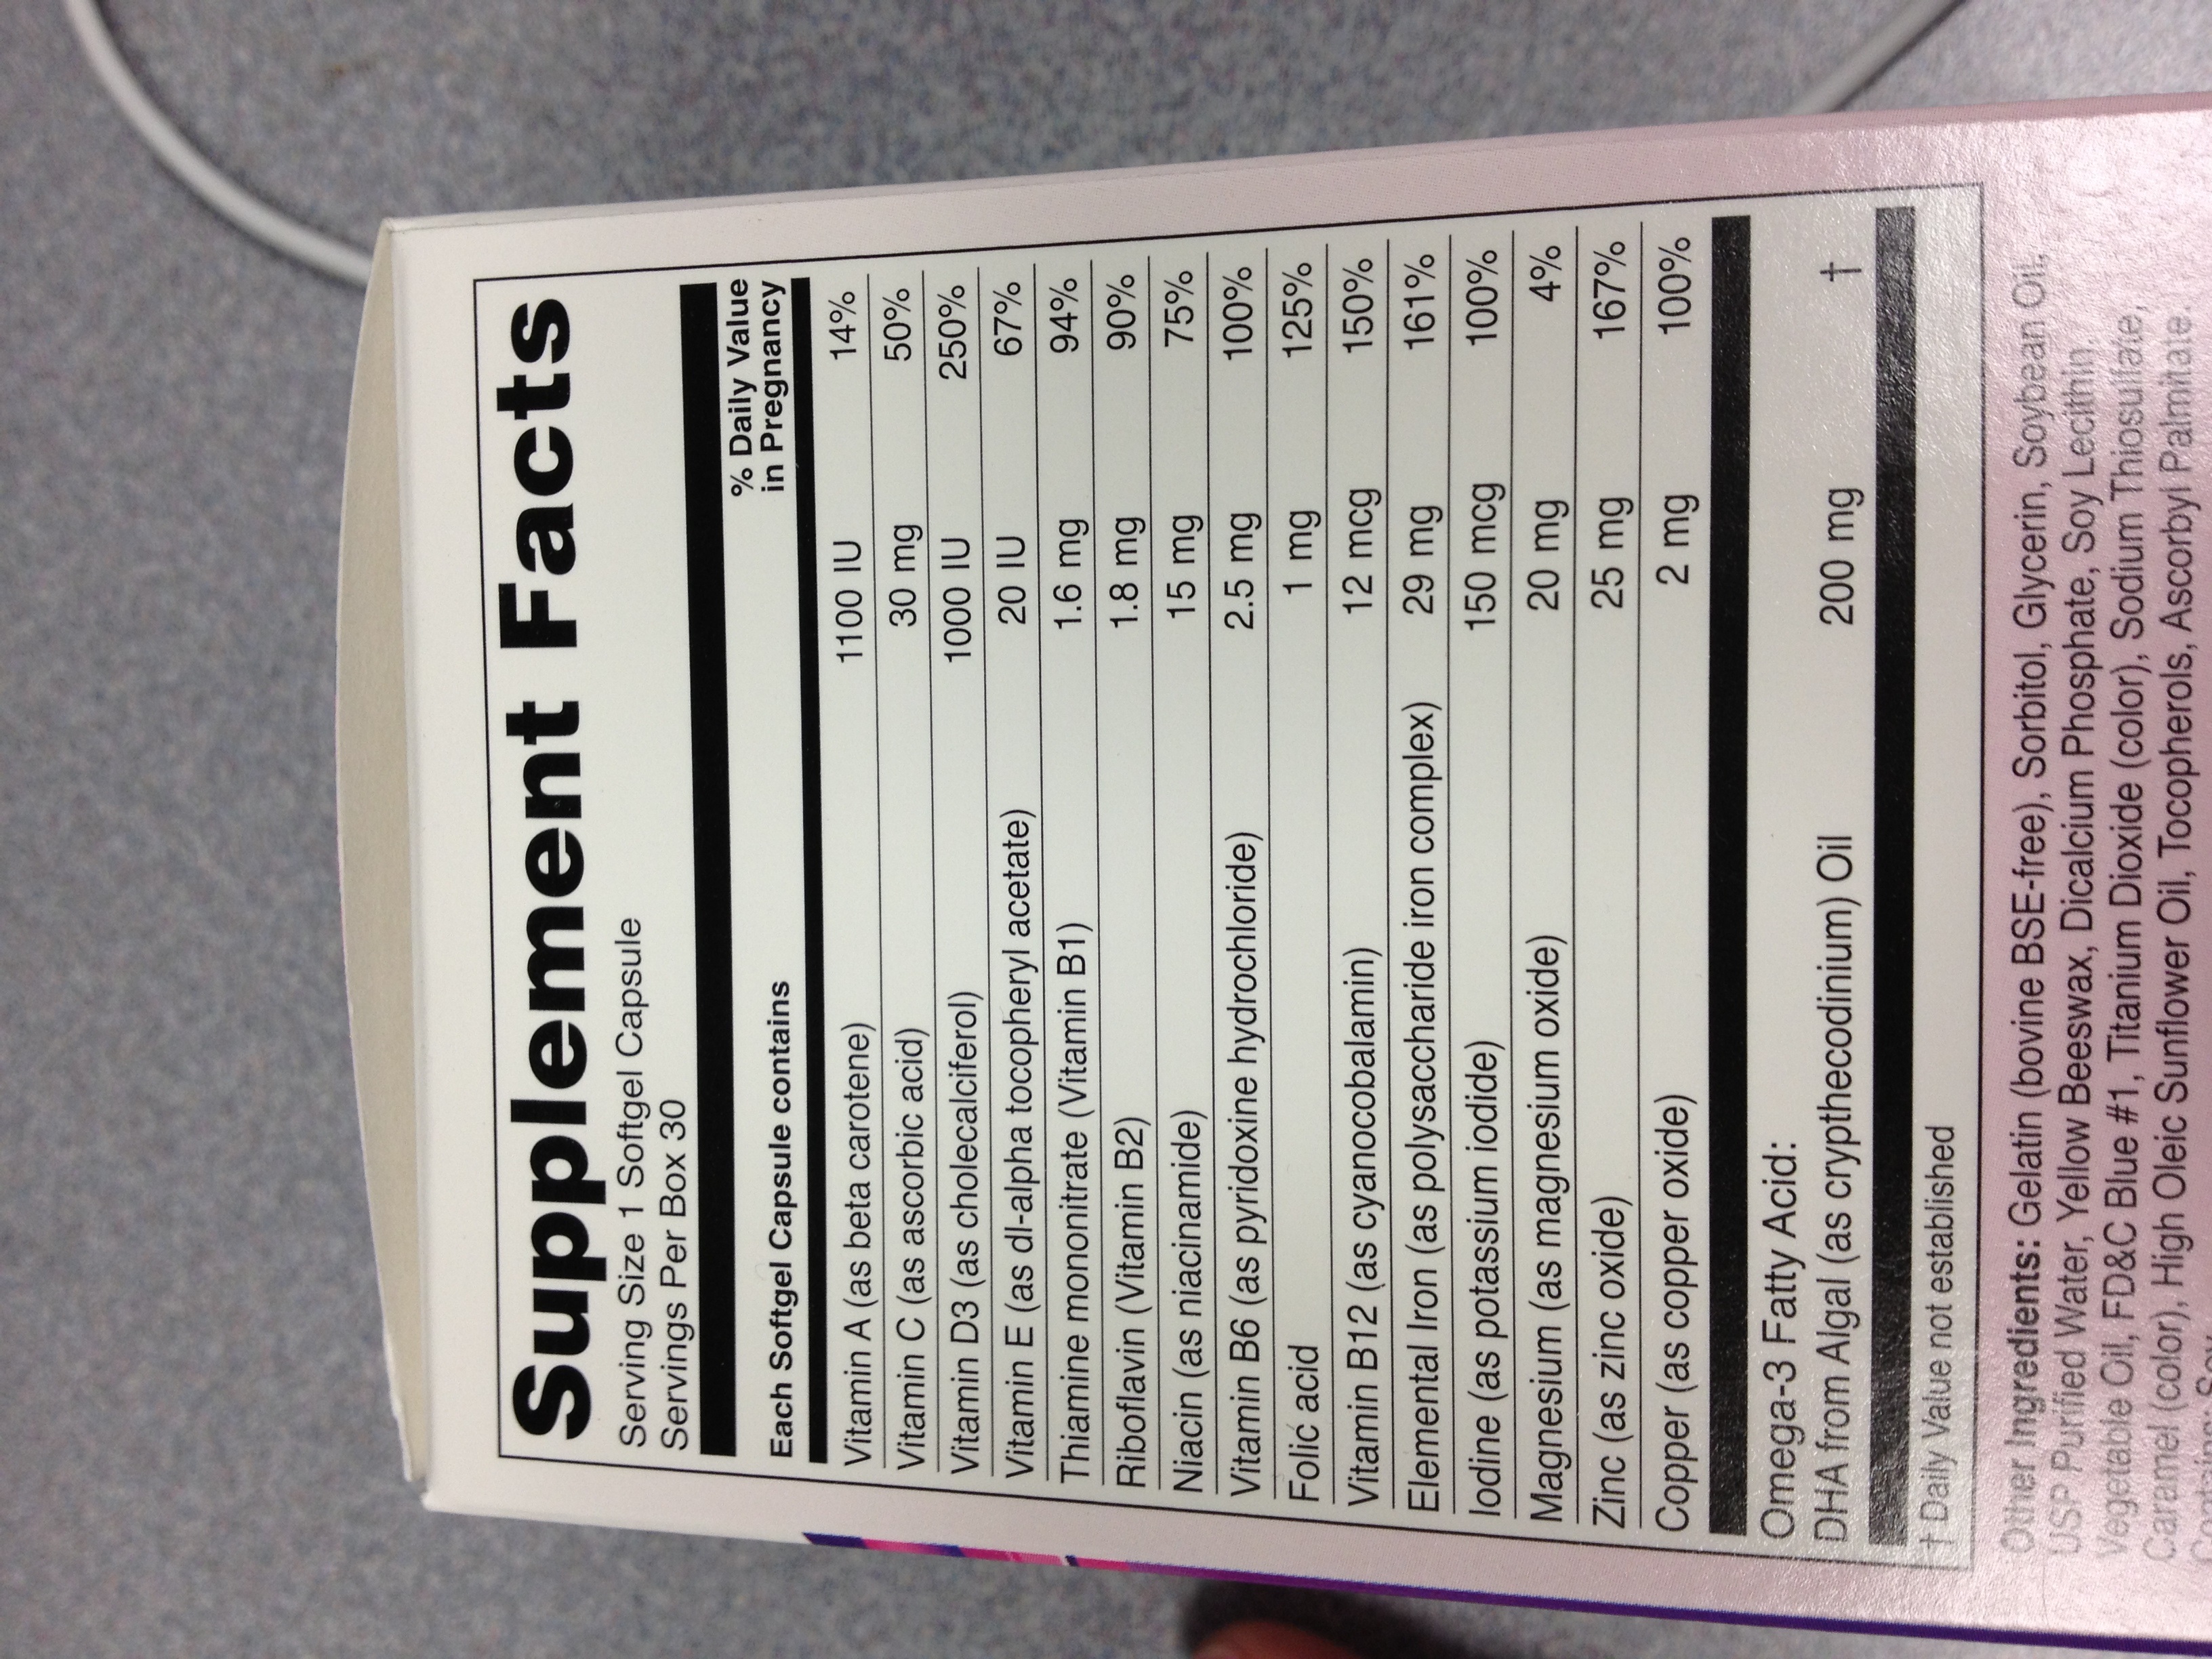 Supplement Facts
Serving Size 1 Softgel Capsule
Servings Per Box 30
% Daily Value
in Pregnancy
Each Softgel Capsule contains
Vitamin A (as beta carotene) 1100 IU 14%
Vitamin C (as ascorbic acid) 30 mg 50%
Vitamin D3 (as cholecalciferol) 1000 IU 250%
Vitamin E (as dl-alpha tocopheryl acetate) 20 IU 67%
Thiamine mononitrate (Vitamin B1) 1.6 mg 94%
Riboflavin (Vitamin B2) 1.8 mg 90%
Niacin (as niacinamide) 15 mg 75%
Vitamin B6 (as pyridoxine hydrochloride) 2.5 mg 100%
Folic acid 1 mg 125%
Vitamin B12 (as cyanocobalamin) 12 mcg 150%
Elemental Iron (as polysaccharide iron complex) 29 mg 161%
Iodine (as potassium iodide) 150 mcg 100%
Magnesium (as magnesium oxide) 20 mg 4%
Zinc (as zinc oxide) 25 mg 167%
Copper (as copper oxide) 2 mg 100%
Omega-3 Fatty Acid:
DHA from Algal (as crypthecodinium) Oil 200 mg †
† Daily Value not established
Other Ingredients: Gelatin (bovine BSE-free), Sorbitol, Glycerin, Soybean Oil,
USP Purified Water, Yellow Beeswax, Dicalcium Phosphate, Soy Lecithin,
Vegetable Oil, FD&C Blue #1, Titanium Dioxide (color), Sodium Thiosulfate,
Caramel (color), High Oleic Sunflower Oil, Tocopherols, Ascorbyl Palmitate.